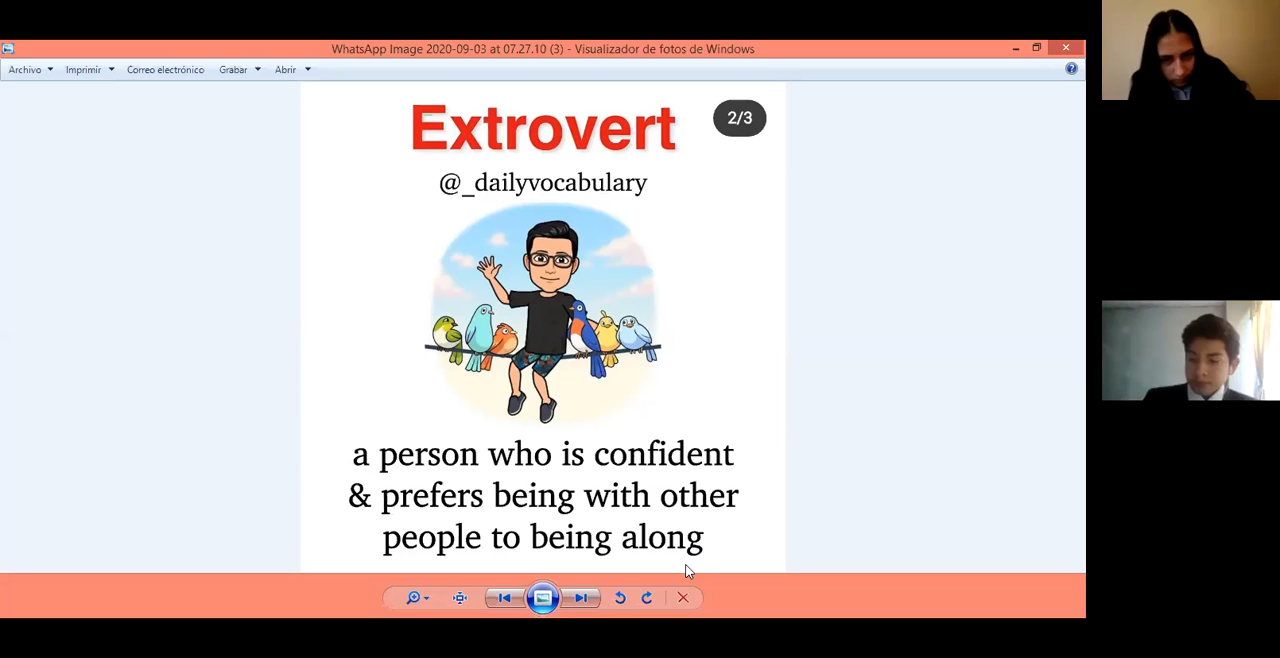 WhatsApp Image 2020-09-03 at 07.27.10 (3) - Visualizador de fotos de Windows
Archivo Imprimir Correo electrónico Grabar Abrir
Extrovert
2/3
@_dailyvocabulary
a person who is confident
& prefers being with other
people to being along